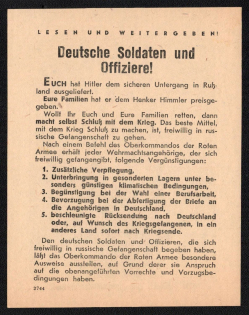 LESEN UND WEITERGEBEN!
Deutsche Soldaten und
Offiziere!
EUCH hat Hitler dem sicheren Untergang in Ruß-
land ausgeliefert.
Eure Familien hat er dem Henker Himmler preisge-
geben.
Wollt Ihr Euch und Eure Familien retten, dann
macht selbst Schluß mit dem Krieg. Das beste Mittel,
mit dem Krieg Schluß zu machen, ist, freiwillig in rus-
sische Gefangenschaft zu gehen.
Nach einem Befehl des Oberkommandos der Roten
Armee erhält jeder Wehrmachtsangehörige, der sich
freiwillig gefangengibt, folgende Vergünstigungen:
1. Zusätzliche Verpflegung.
2. Unterbringung in gesonderten Lagern unter be-
sonders günstigen klimatischen Bedingungen.
3. Begünstigung bei der Wahl einer Berufsarbeit.
4. Bevorzugung bei der Abfertigung der Briefe an
die Angehörigen in Deutschland.
5. beschleunigte Rücksendung nach Deutschland
oder, auf Wunsch des Kriegsgefangenen, in ein
anderes Land sofort nach Kriegsende.
Den deutschen Soldaten und Offizieren, die sich
freiwillig in russische Gefangenschaft begeben haben,
läßt das Oberkommando der Roten Armee besondere
Ausweise ausstellen, auf Grund derer sie Anspruch
auf die obenangeführten Vorrechte und Vorzugsbe-
dingungen haben.
2744